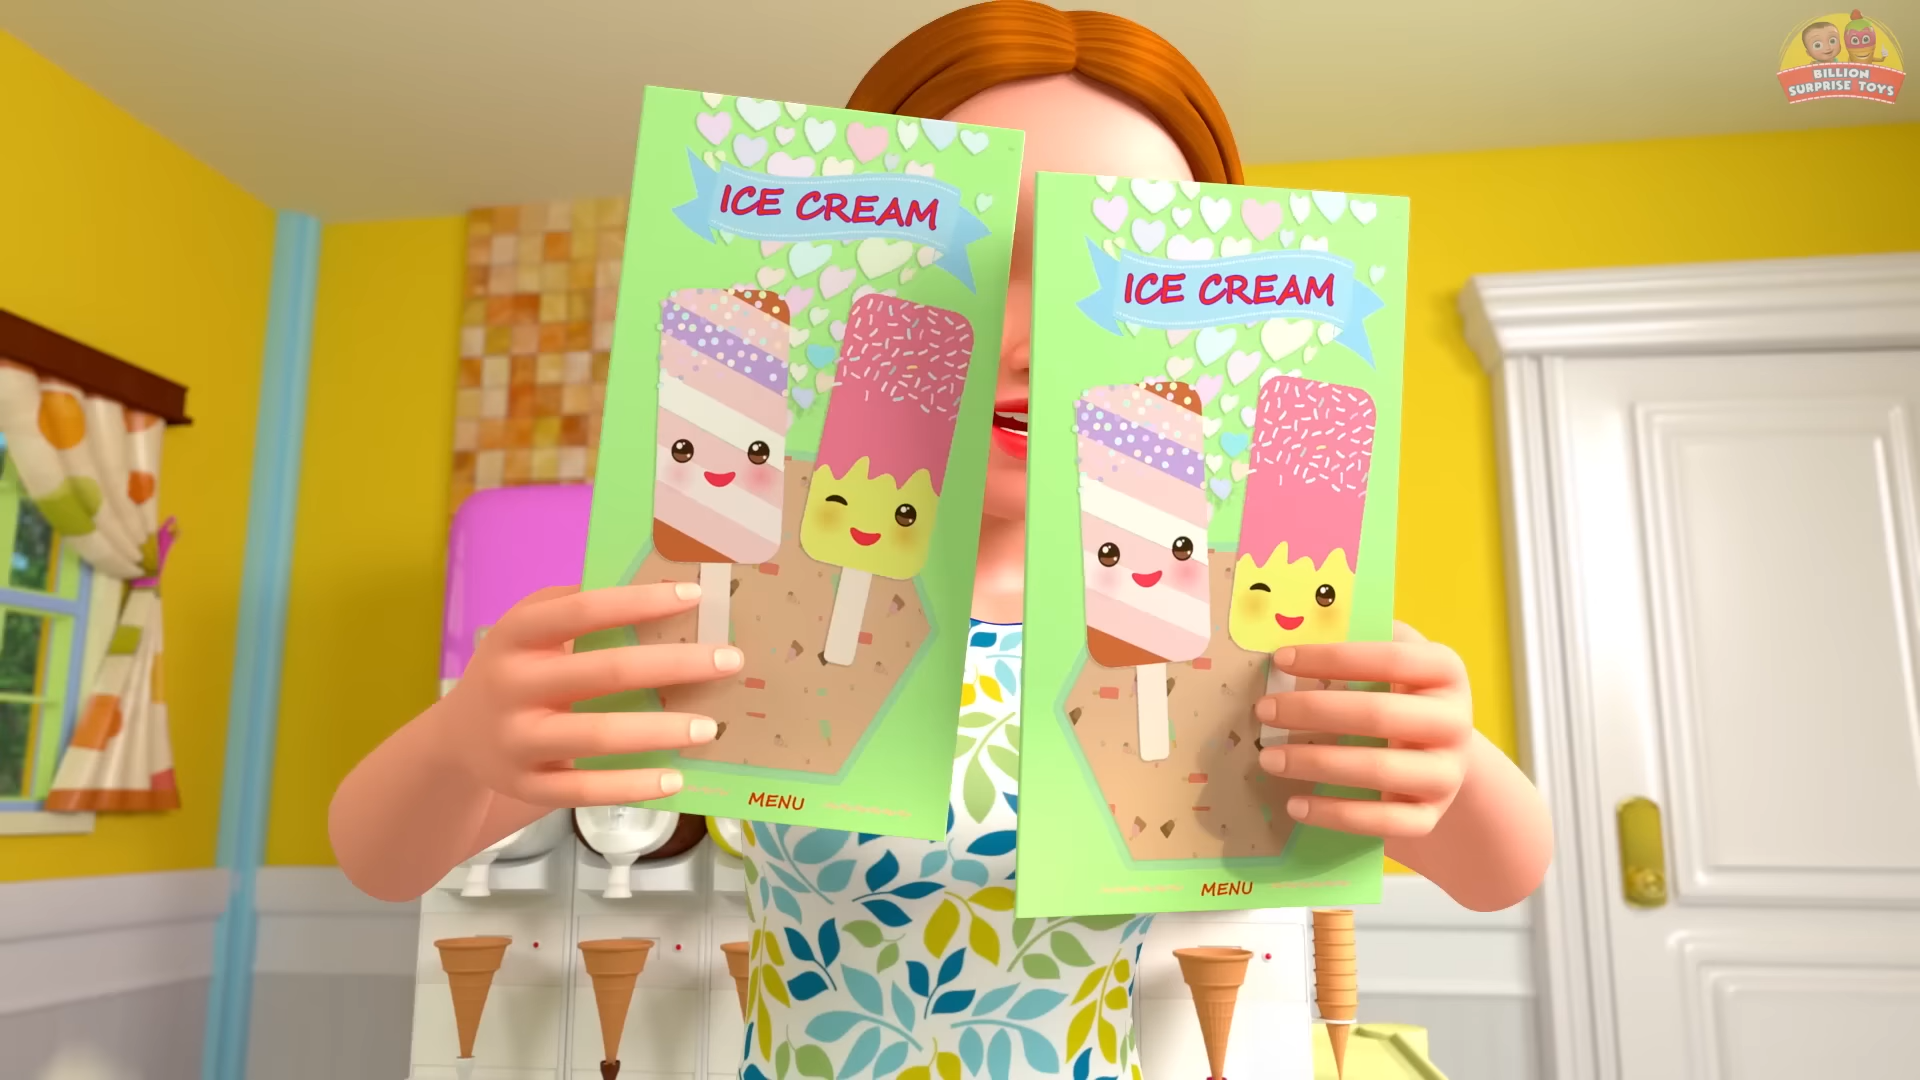 BILLION
SURPRISE TOYS
ICE CREAM
MENU
ICE CREAM
MENU